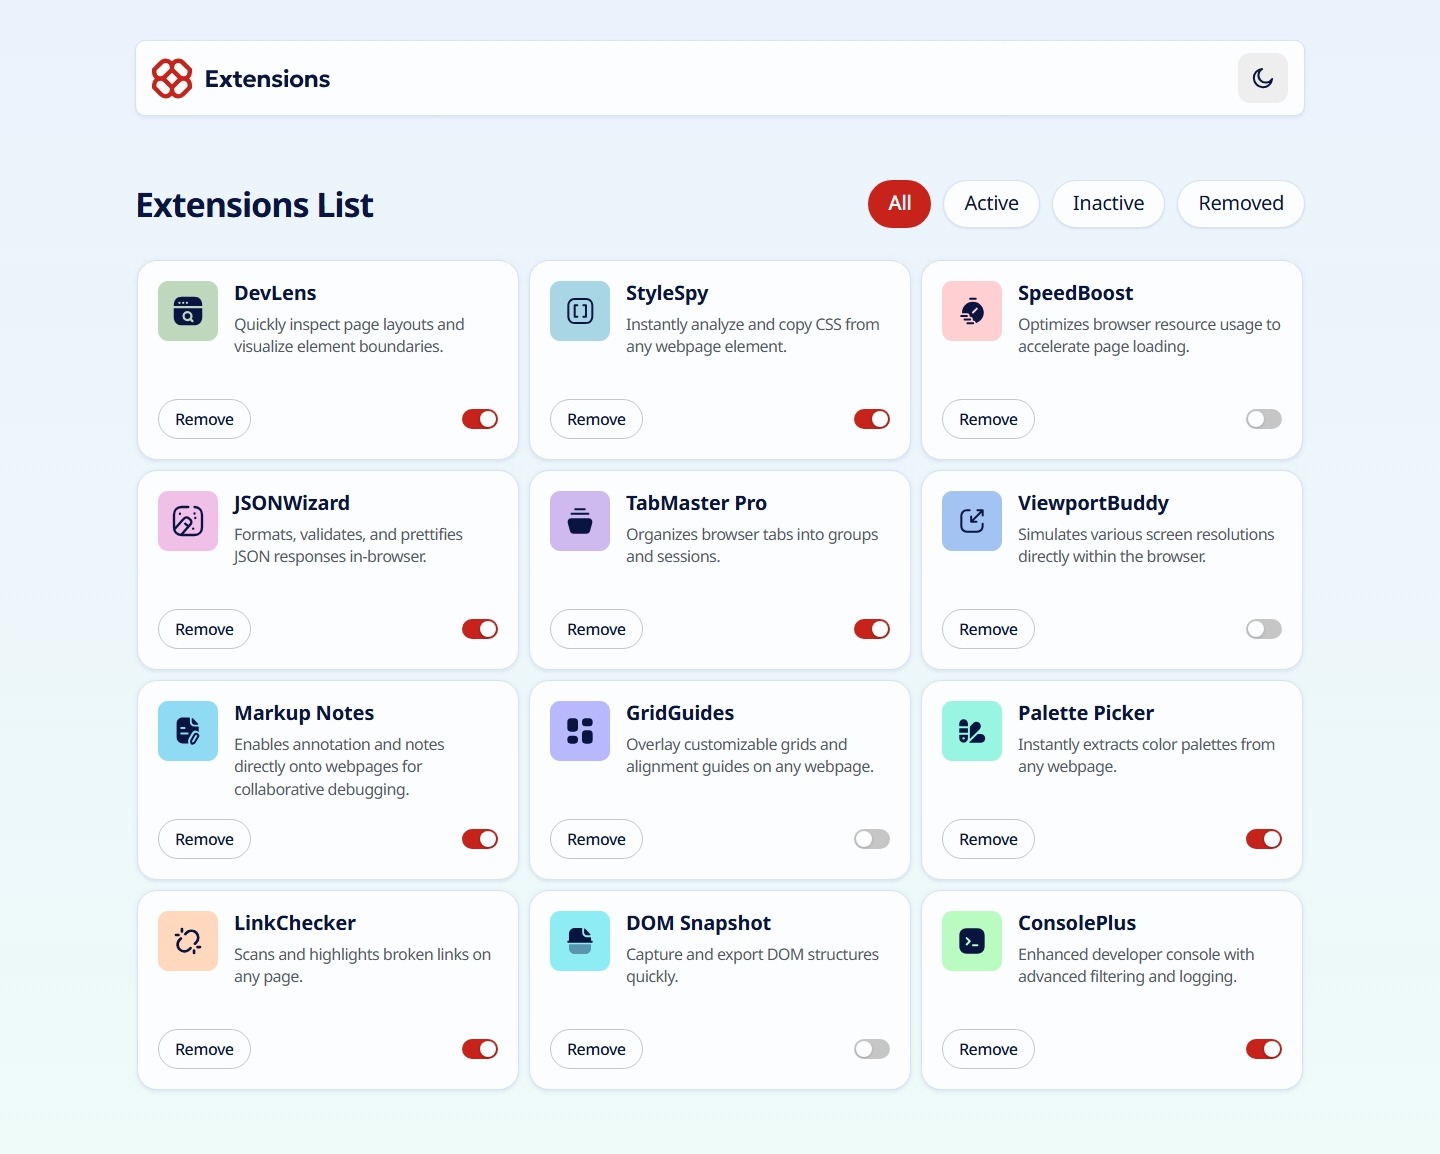 Extensions
Extensions List
All
Active
Inactive
Removed
DevLens
Quickly inspect page layouts and
visualize element boundaries.
Remove
StyleSpy
Instantly analyze and copy CSS from
any webpage element.
Remove
SpeedBoost
Optimizes browser resource usage to
accelerate page loading.
Remove
JSONWizard
Formats, validates, and prettifies
JSON responses in-browser.
Remove
TabMaster Pro
Organizes browser tabs into groups
and sessions.
Remove
ViewportBuddy
Simulates various screen resolutions
directly within the browser.
Remove
Markup Notes
Enables annotation and notes
directly onto webpages for
collaborative debugging.
Remove
GridGuides
Overlay customizable grids and
alignment guides on any webpage.
Remove
Palette Picker
Instantly extracts color palettes from
any webpage.
Remove
LinkChecker
Scans and highlights broken links on
any page.
Remove
DOM Snapshot
Capture and export DOM structures
quickly.
Remove
ConsolePlus
Enhanced developer console with
advanced filtering and logging.
Remove